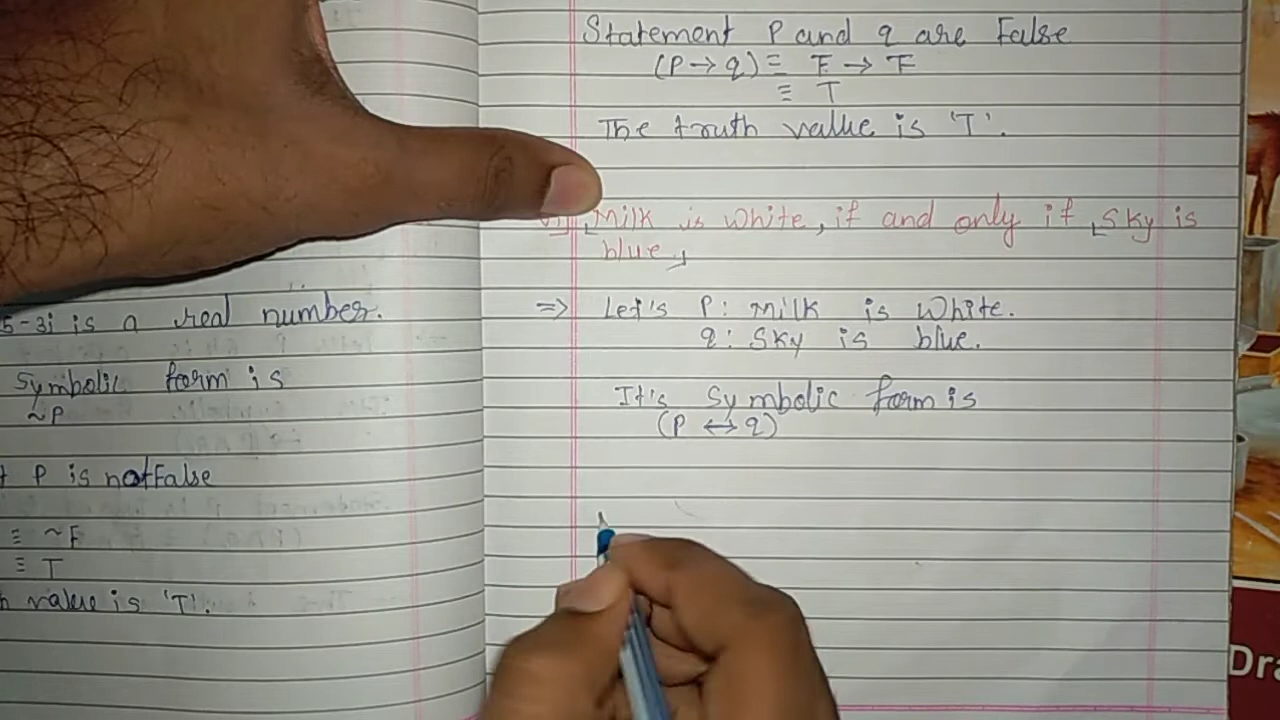 5-3i is a real number.
Symbolic form is
~P
P is notFalse
≡ ~F
≡ T
value is 'T'.
Statement P and q are False
(P → q) ≡ F → F
≡ T
The truth value is 'T'.
Milk is White, if and only if, Sky is
blue,
=> Let's P: Milk is White.
q: Sky is blue.
It's Symbolic form is
(P ↔ q)
Dra